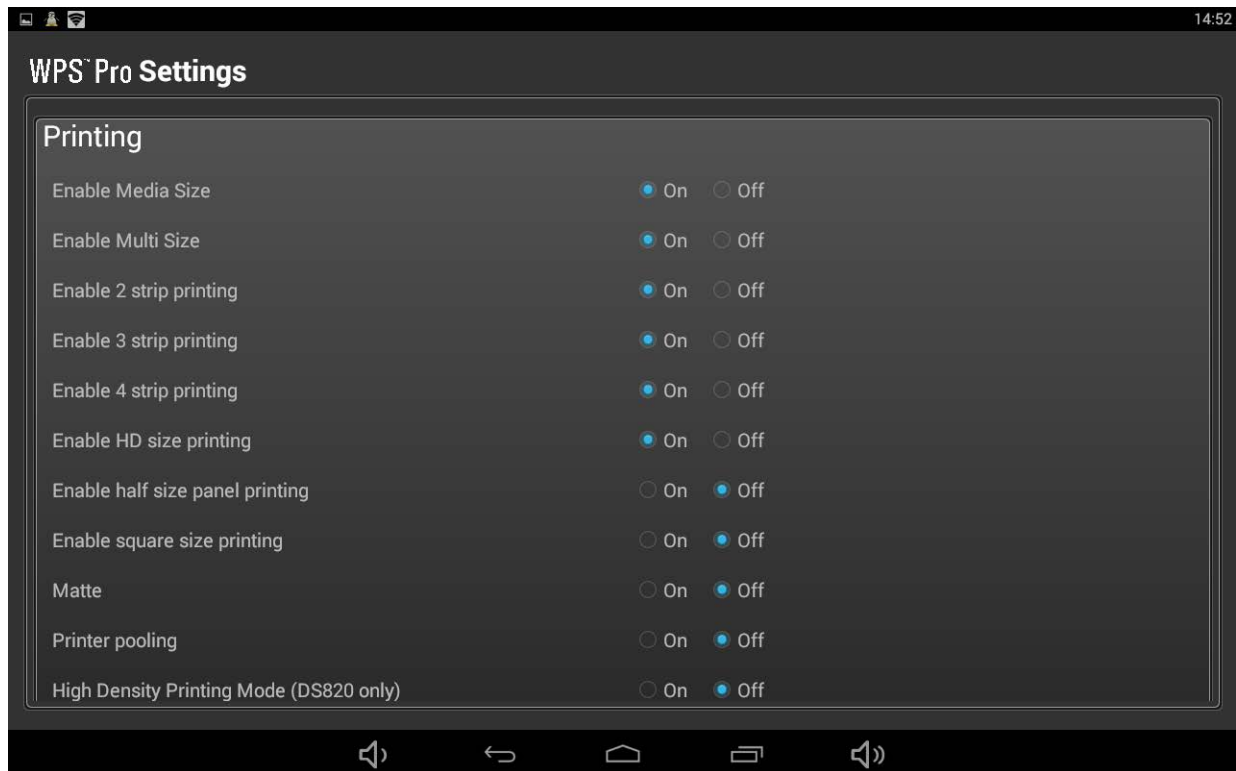 14:52
WPS™ Pro Settings
Printing
Enable Media Size On Off
Enable Multi Size On Off
Enable 2 strip printing On Off
Enable 3 strip printing On Off
Enable 4 strip printing On Off
Enable HD size printing On Off
Enable half size panel printing On Off
Enable square size printing On Off
Matte On Off
Printer pooling On Off
High Density Printing Mode (DS820 only) On Off